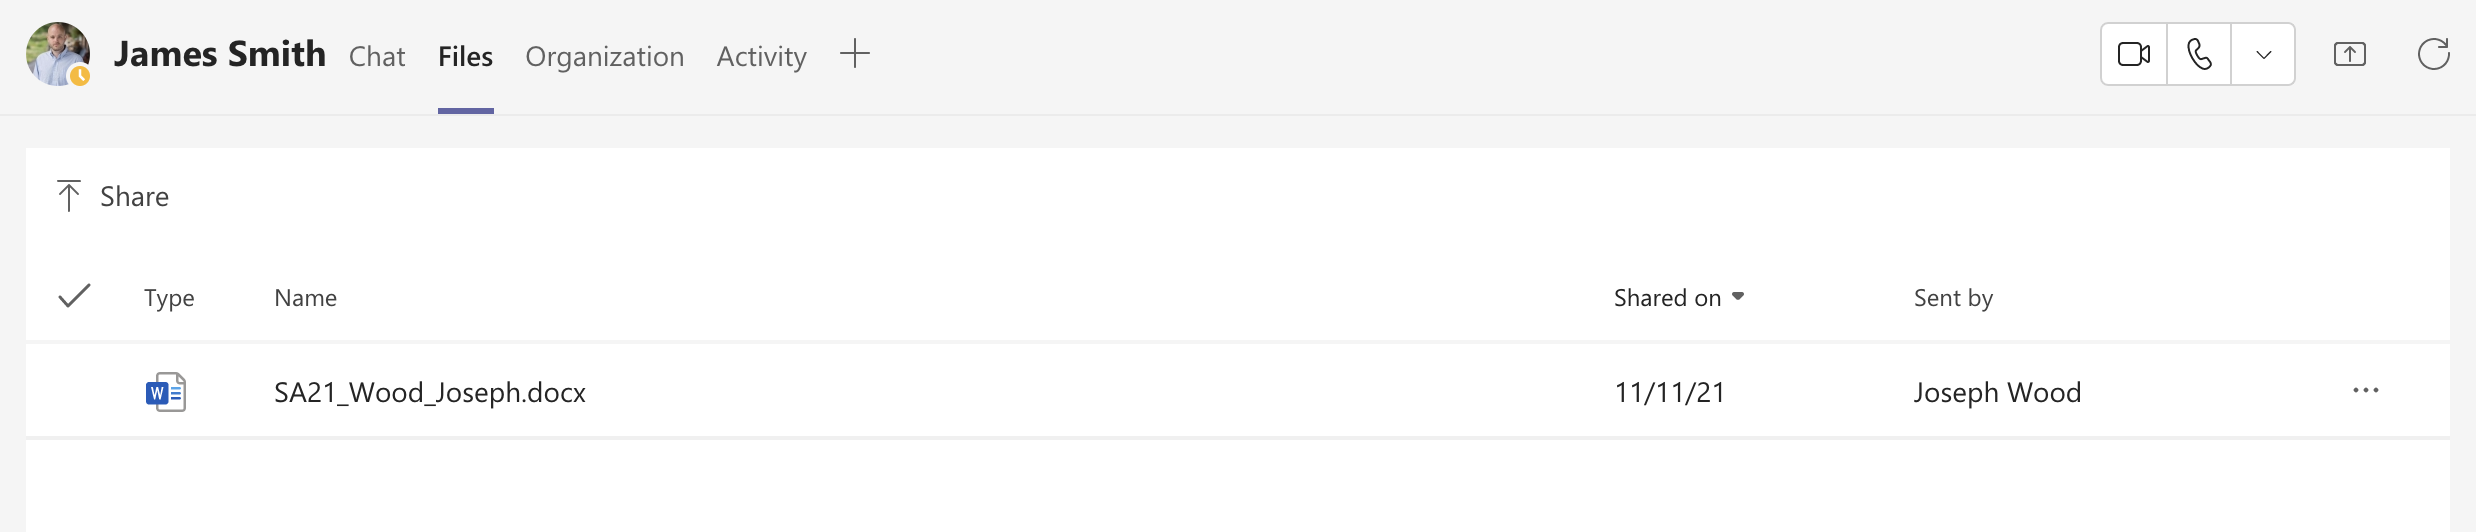 James Smith Chat Files Organization Activity
Share
Type Name Shared on Sent by
W SA21_Wood_Joseph.docx 11/11/21 Joseph Wood